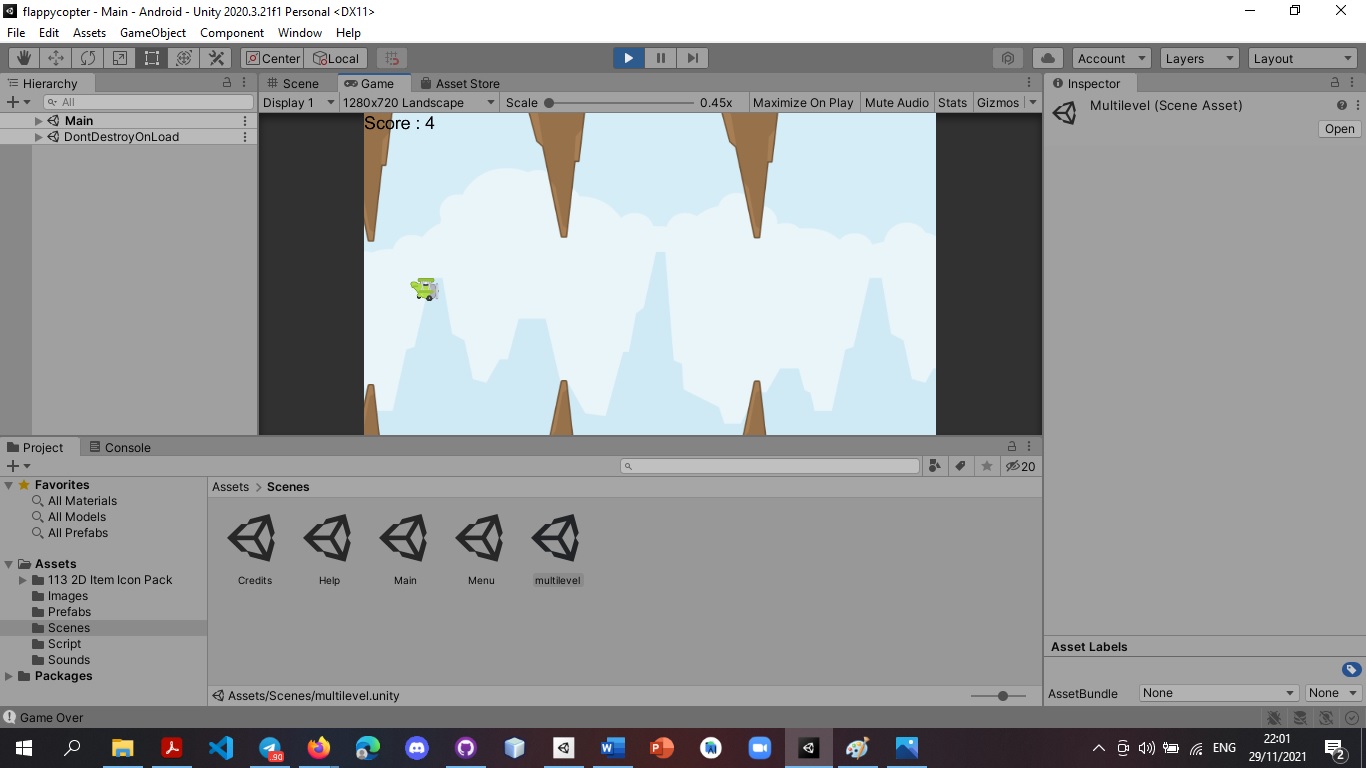 flappycopter - Main - Android - Unity 2020.3.21f1 Personal <DX11>
File Edit Assets GameObject Component Window Help
Center Local Account Layers Layout
Hierarchy
All
Main
DontDestroyOnLoad
Scene Game Asset Store
Display 1 1280x720 Landscape Scale 0.45x Maximize On Play Mute Audio Stats Gizmos
Score : 4
Inspector
Multilevel (Scene Asset)
Open
Project Console
20
Favorites
All Materials
All Models
All Prefabs
Assets
113 2D Item Icon Pack
Images
Prefabs
Scenes
Script
Sounds
Packages
Assets > Scenes
Credits Help Main Menu multilevel
Assets/Scenes/multilevel.unity
Asset Labels
AssetBundle None None
Game Over
.90
ENG
22:01
29/11/2021
2